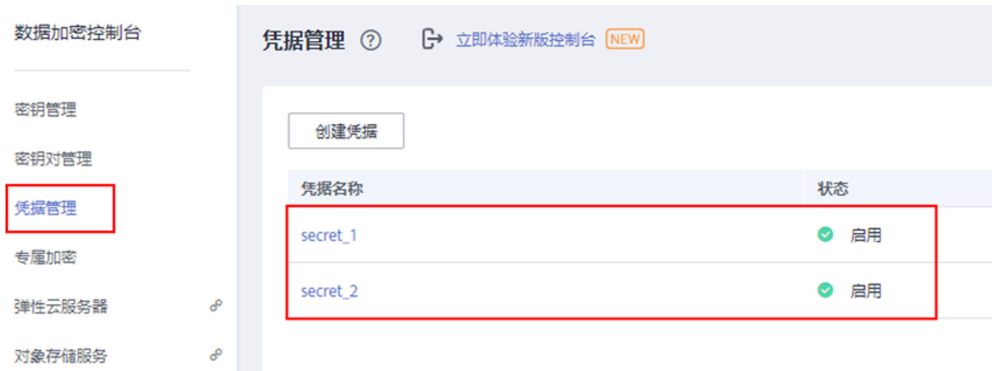 数据加密控制台
密钥管理
密钥对管理
凭据管理
专属加密
弹性云服务器
对象存储服务
凭据管理 ? 立即体验新版控制台 NEW
创建凭据
凭据名称 状态
secret_1 启用
secret_2 启用